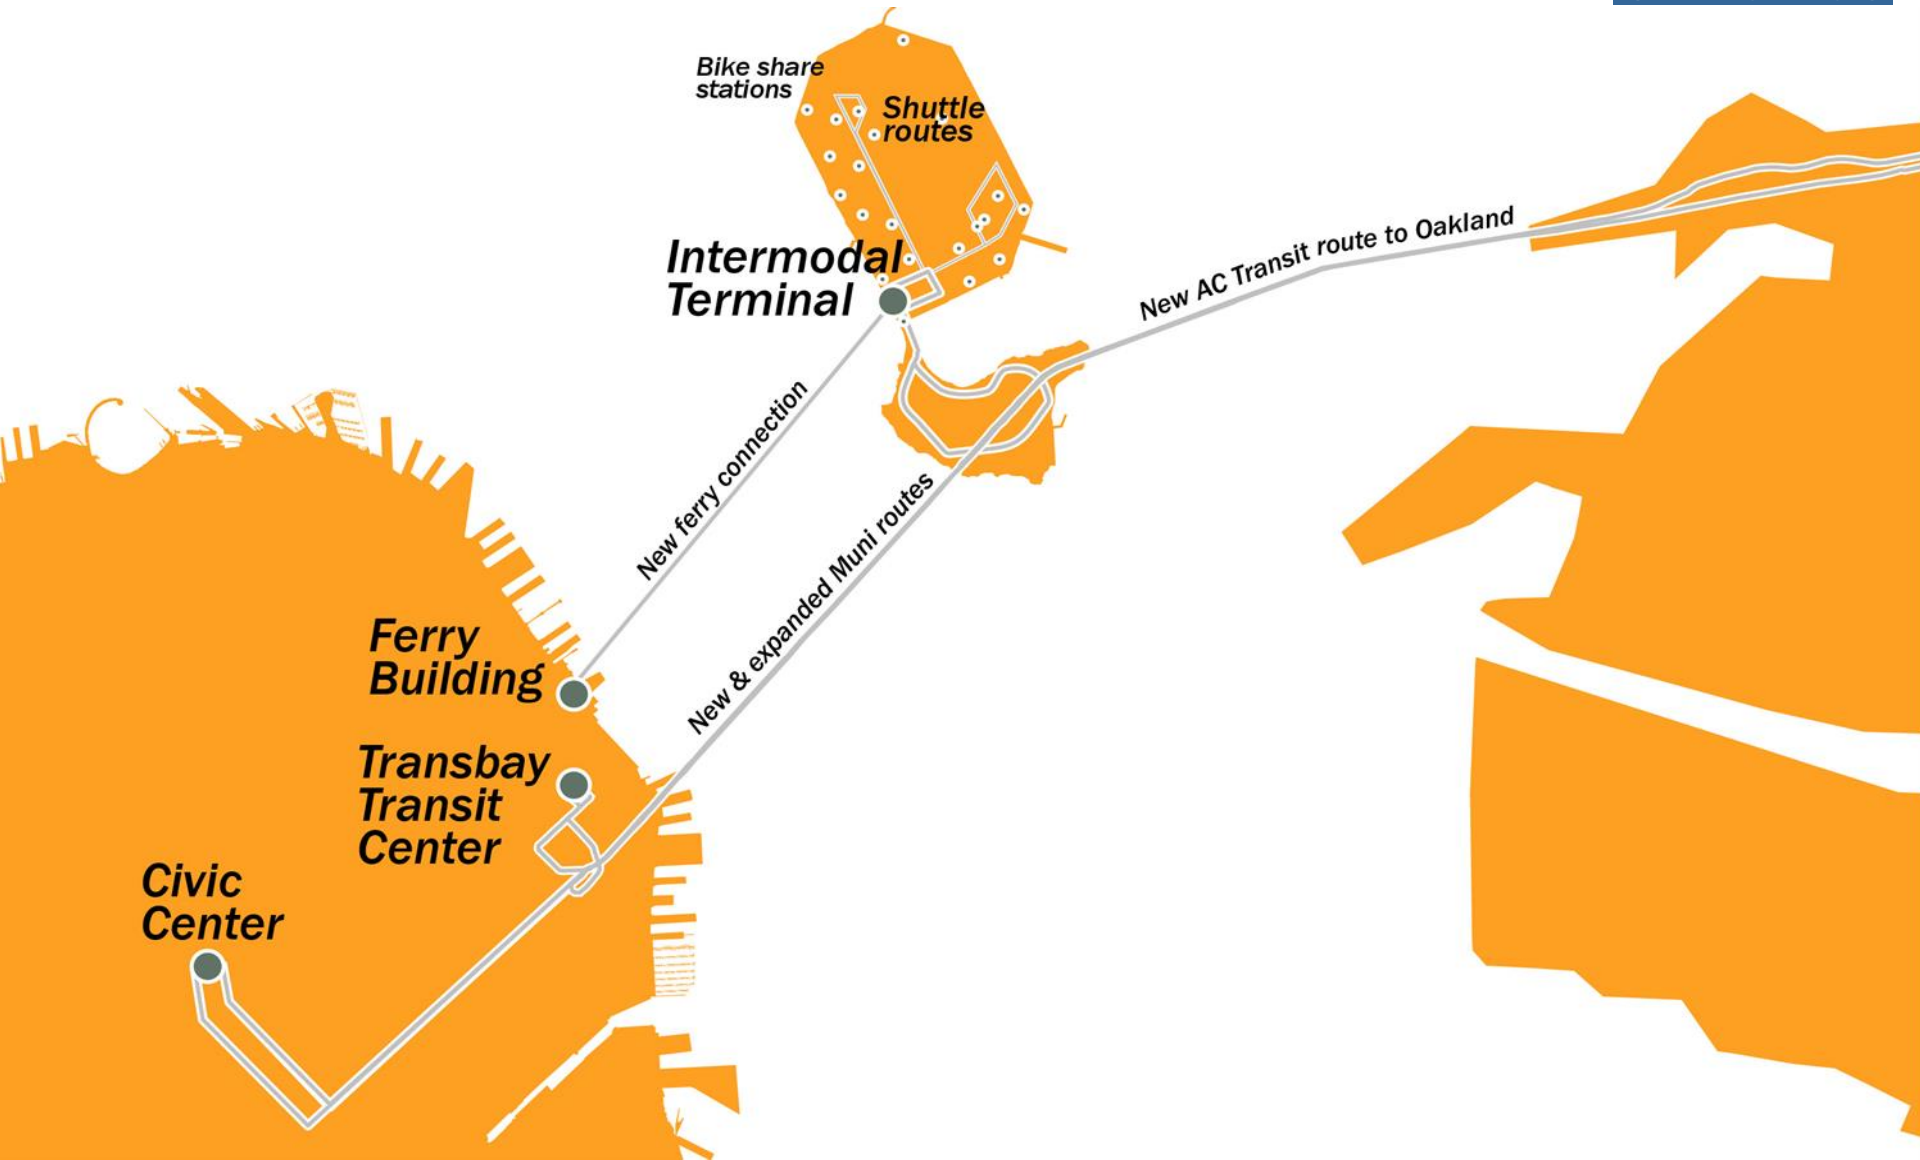 Bike share
stations
Shuttle
routes
Intermodal
Terminal
New AC Transit route to Oakland
New ferry connection
New & expanded Muni routes
Ferry
Building
Transbay
Transit
Center
Civic
Center